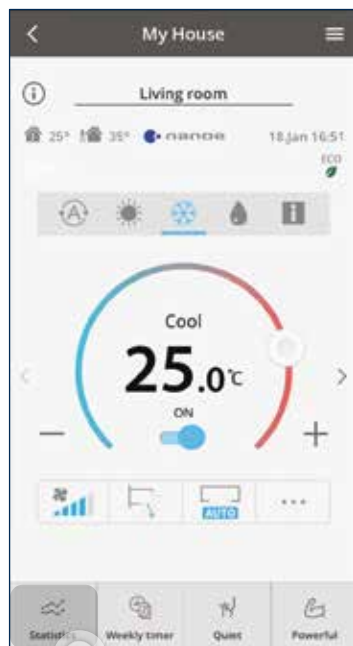 My House
Living room
25° 35° nanoe 18.Jan 16:51
ECO
A
Cool
25.0°C
ON
AUTO
Statistics Weekly timer Quiet Powerful